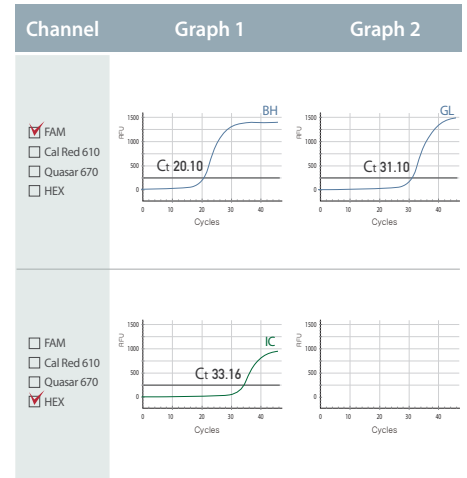 Channel Graph 1 Graph 2
FAM
Cal Red 610
Quasar 670
HEX
BH
RFU
1500
1000
500
0
Ct 20.10
0 10 20 30 40
Cycles
GL
RFU
1500
1000
500
0
Ct 31.10
0 10 20 30 40
Cycles
FAM
Cal Red 610
Quasar 670
HEX
IC
RFU
1500
1000
500
0
Ct 33.16
0 10 20 30 40
Cycles
RFU
1500
1000
500
0
0 10 20 30 40
Cycles